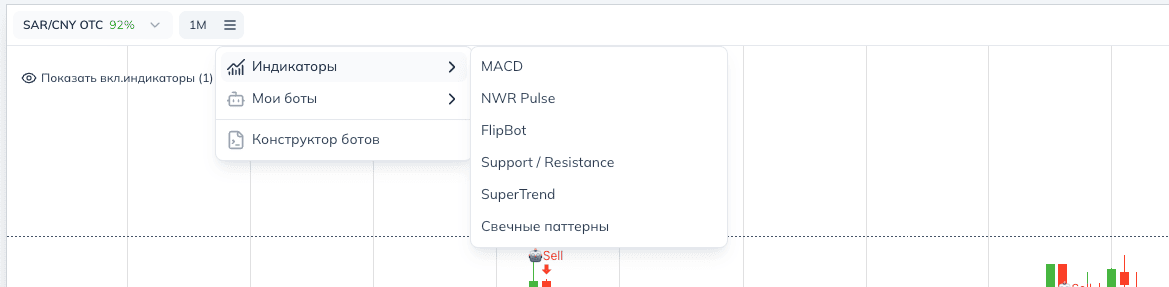 SAR/CNY OTC 92% 1M
Показать вкл.индикаторы (1)
Индикаторы
Мои боты
Конструктор ботов
MACD
NWR Pulse
FlipBot
Support / Resistance
SuperTrend
Свечные паттерны
Sell
Sell